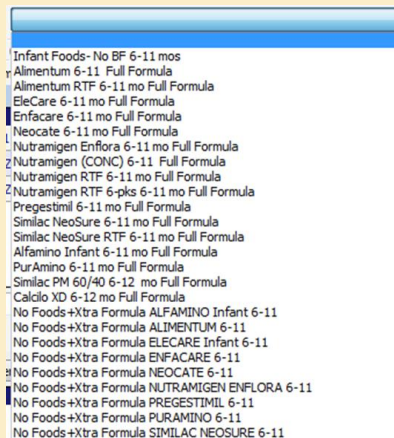 Infant Foods- No BF 6-11 mos
Alimentum 6-11  Full Formula
Alimentum RTF 6-11 mo Full Formula
EleCare 6-11 mo Full Formula
Enfacare 6-11 mo Full Formula
Neocate 6-11 mo Full Formula
Nutramigen Enflora 6-11 mo Full Formula
Nutramigen (CONC) 6-11  Full Formula
Nutramigen RTF 6-11 mo Full Formula
Nutramigen RTF 6-pks 6-11 mo Full Formula
Pregestimil 6-11 mo Full Formula
Similac NeoSure 6-11 mo Full Formula
Similac NeoSure RTF 6-11 mo Full Formula
Alfamino Infant 6-11 mo Full Formula
PurAmino 6-11 mo Full Formula
Similac PM 60/40 6-12  mo Full Formula
Calcilo XD 6-12 mo Full Formula
No Foods+Xtra Formula ALFAMINO Infant 6-11
No Foods+Xtra Formula ALIMENTUM 6-11
No Foods+Xtra Formula ELECARE Infant 6-11
No Foods+Xtra Formula ENFACARE 6-11
No Foods+Xtra Formula NEOCATE 6-11
No Foods+Xtra Formula NUTRAMIGEN ENFLORA 6-11
No Foods+Xtra Formula PREGESTIMIL 6-11
No Foods+Xtra Formula PURAMINO 6-11
No Foods+Xtra Formula SIMILAC NEOSURE 6-11